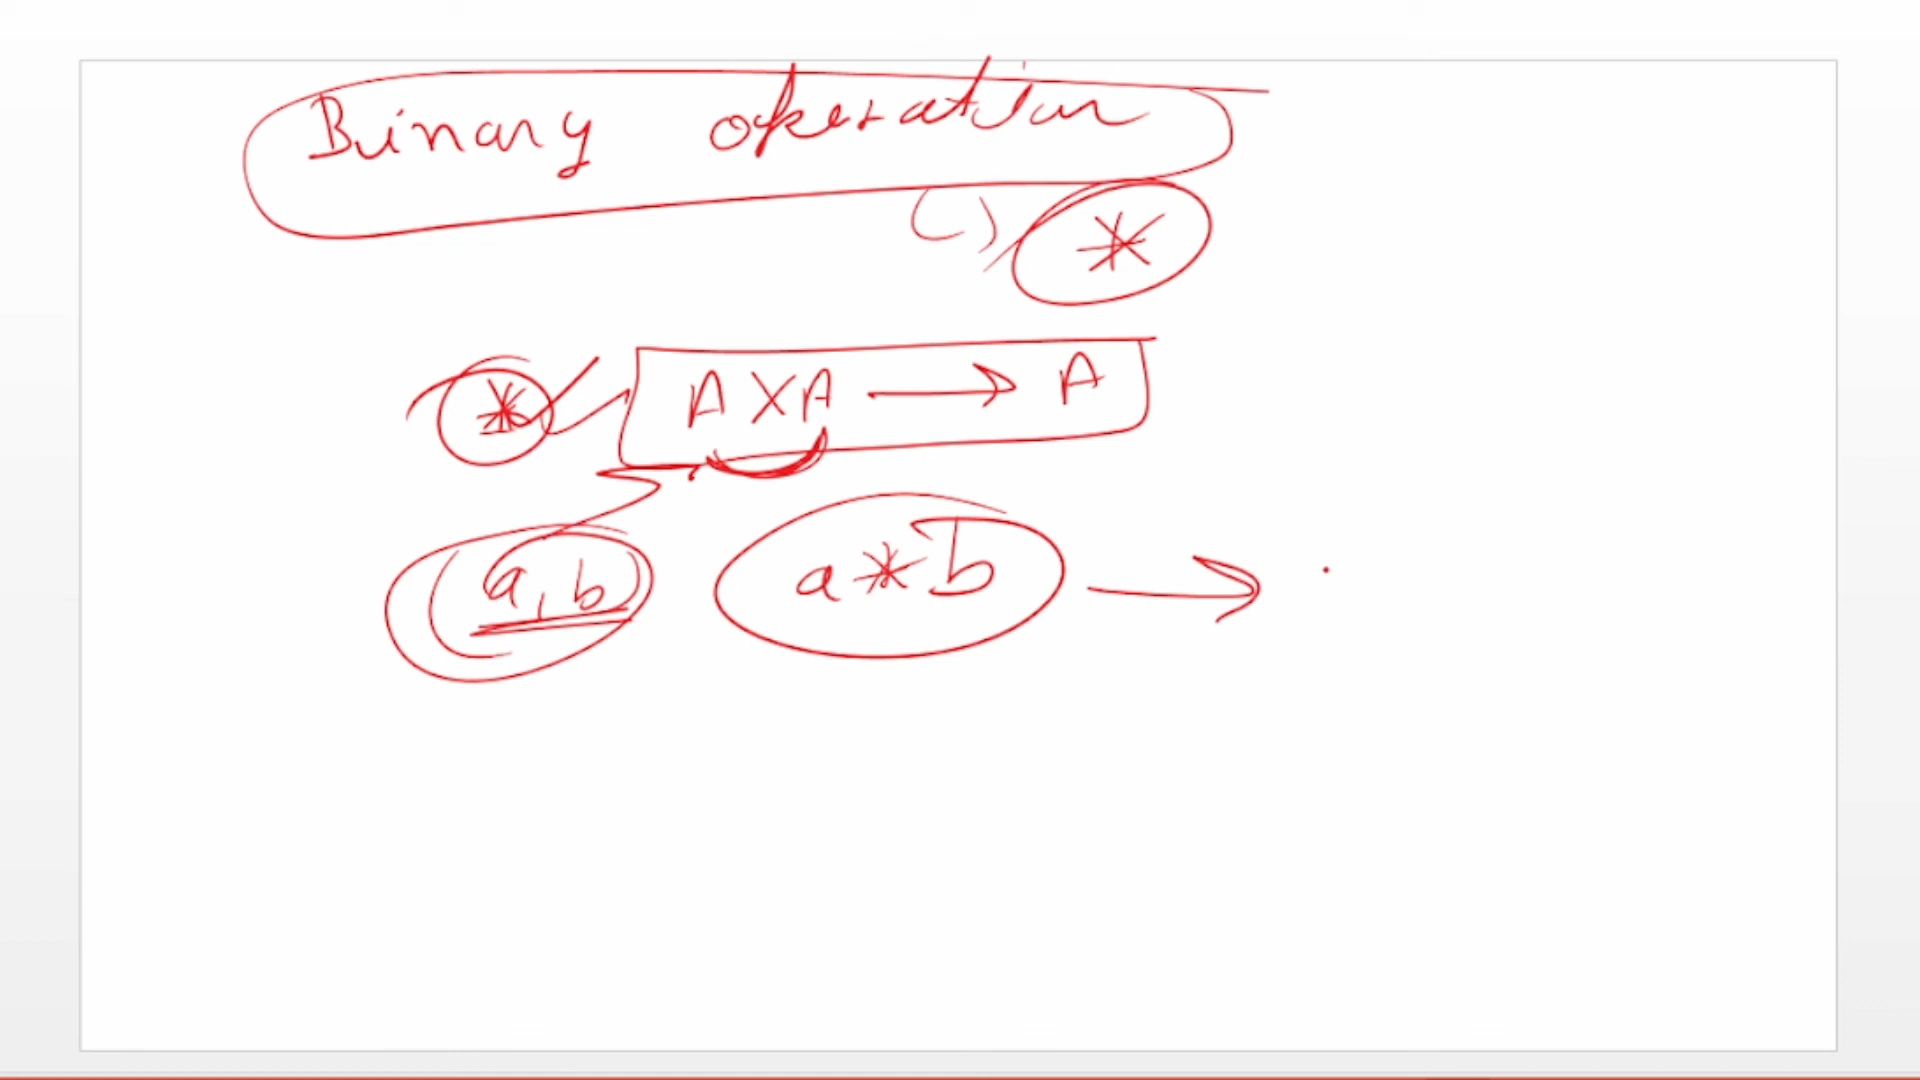 Binary operation
( ) *
* A X A → A
a, b a * b →